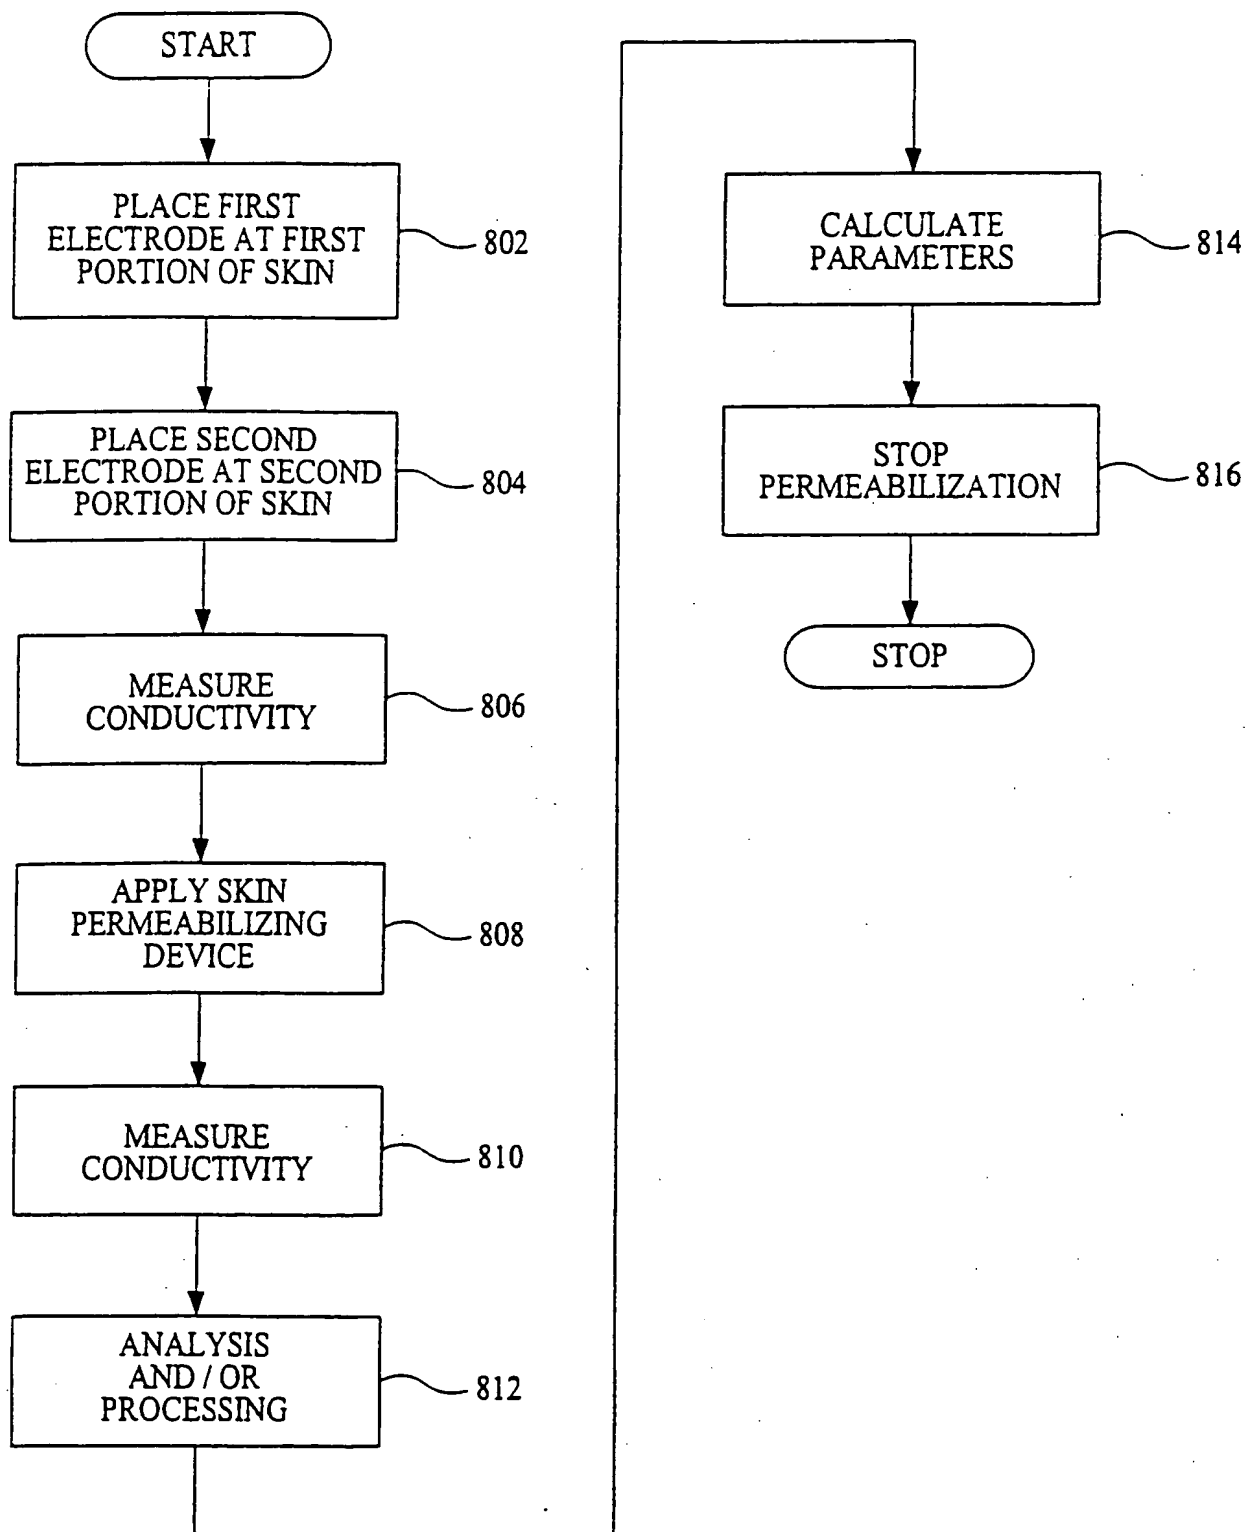 START
PLACE FIRST
ELECTRODE AT FIRST
PORTION OF SKIN
802
PLACE SECOND
ELECTRODE AT SECOND
PORTION OF SKIN
804
MEASURE
CONDUCTIVITY
806
APPLY SKIN
PERMEABILIZING
DEVICE
808
MEASURE
CONDUCTIVITY
810
ANALYSIS
AND / OR
PROCESSING
812
CALCULATE
PARAMETERS
814
STOP
PERMEABILIZATION
816
STOP